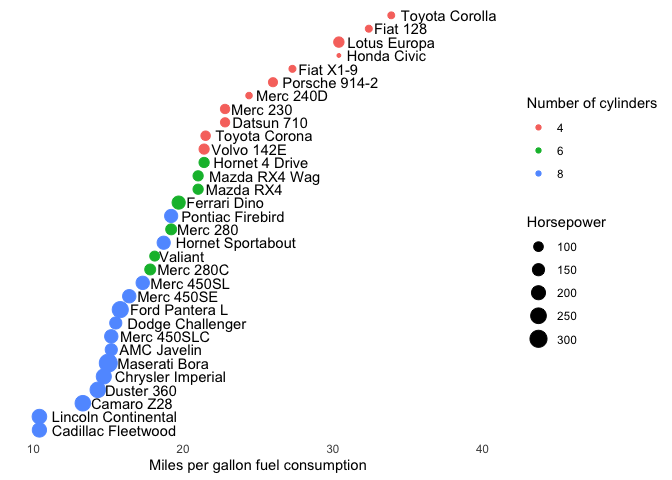 Toyota Corolla
Fiat 128
Lotus Europa
Honda Civic
Fiat X1-9
Porsche 914-2
Merc 240D
Merc 230
Datsun 710
Toyota Corona
Volvo 142E
Hornet 4 Drive
Mazda RX4 Wag
Mazda RX4
Ferrari Dino
Pontiac Firebird
Merc 280
Hornet Sportabout
Valiant
Merc 280C
Merc 450SL
Merc 450SE
Ford Pantera L
Dodge Challenger
Merc 450SLC
AMC Javelin
Maserati Bora
Chrysler Imperial
Duster 360
Camaro Z28
Lincoln Continental
Cadillac Fleetwood
10 20 30 40
Miles per gallon fuel consumption
Number of cylinders
4
6
8
Horsepower
100
150
200
250
300